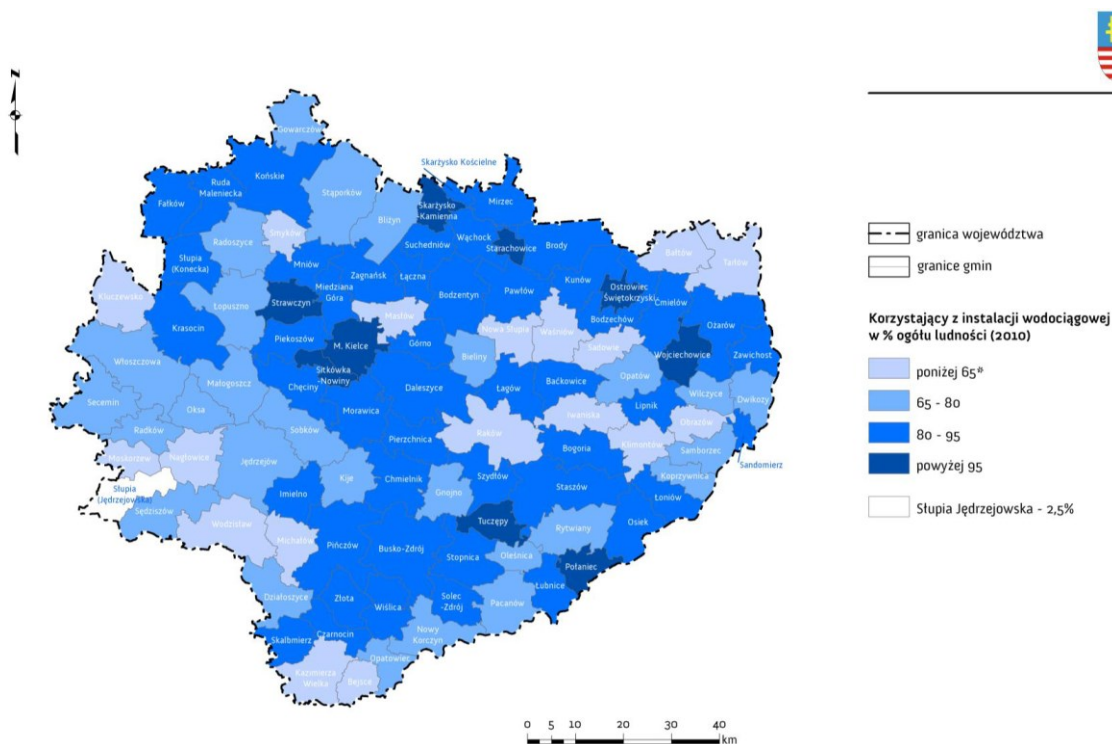 N
Gowarczów
Skarżysko Kościelne
Końskie
Ruda
Maleniecka
Stąporków
Skarżysko
-Kamienna
Mirzec
Fałków
Bliżyn
Radoszyce
Smyków
Suchedniów
Wąchock
Starachowice
Brody
Bałtów
Tarłów
Słupia
(Konecka)
Mniów
Zagnańsk
Łączna
Kunów
Ostrowiec
Świętokrzyski
Ćmielów
Kluczewsko
Łopuszno
Strawczyn
Miedziana
Góra
Bodzentyn
Pawłów
Bodzechów
Masłów
Krasocin
Piekoszów
M. Kielce
Górno
Nowa Słupia
Waśniów
Sadowie
Ożarów
Wojciechowice
Zawichost
Włoszczowa
Sitkówka
-Nowiny
Bieliny
Opatów
Małogoszcz
Chęciny
Daleszyce
Łagów
Baćkowice
Lipnik
Wilczyce
Dwikozy
Secemin
Oksa
Morawica
Iwaniska
Obrazów
Radków
Sobków
Pierzchnica
Raków
Klimontów
Samborzec
Moskorzew
Nagłowice
Jędrzejów
Bogoria
Sandomierz
Kije
Chmielnik
Szydłów
Koprzywnica
Słupia
(Jędrzejowska)
Imielno
Gnojno
Staszów
Łoniów
Sędziszów
Wodzisław
Tuczępy
Rytwiany
Osiek
Michałów
Pińczów
Busko-Zdrój
Stopnica
Oleśnica
Połaniec
Działoszyce
Złota
Wiślica
Solec
-Zdrój
Pacanów
Łubnice
Skalbmierz
Czarnocin
Nowy
Korczyn
Opatowiec
Kazimierza
Wielka
Bejsce
granica województwa
granice gmin
Korzystający z instalacji wodociągowej
w % ogółu ludności (2010)
poniżej 65*
65 - 80
80 - 95
powyżej 95
Słupia Jędrzejowska - 2,5%
0 5 10 20 30 40
km